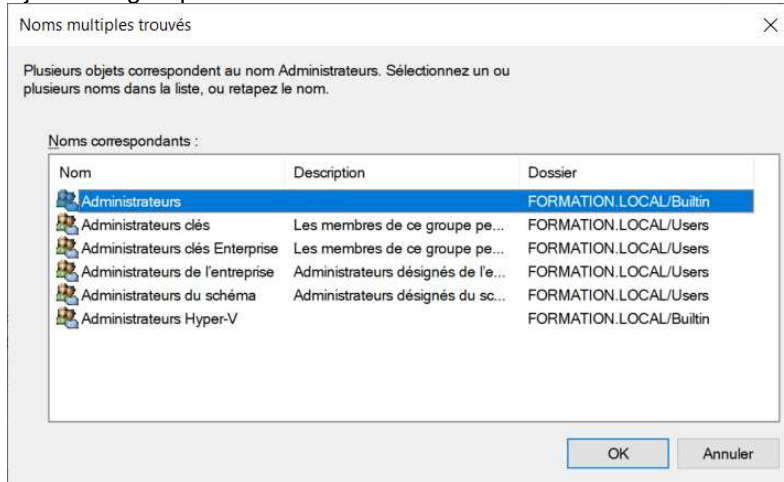 Noms multiples trouvés
Plusieurs objets correspondent au nom Administrateurs. Sélectionnez un ou
plusieurs noms dans la liste, ou retapez le nom.
Noms correspondants :
Nom Description Dossier
Administrateurs FORMATION.LOCAL/Builtin
Administrateurs clés Les membres de ce groupe pe... FORMATION.LOCAL/Users
Administrateurs clés Enterprise Les membres de ce groupe pe... FORMATION.LOCAL/Users
Administrateurs de l'entreprise Administrateurs désignés de l'e... FORMATION.LOCAL/Users
Administrateurs du schéma Administrateurs désignés du sc... FORMATION.LOCAL/Users
Administrateurs Hyper-V FORMATION.LOCAL/Builtin
OK Annuler